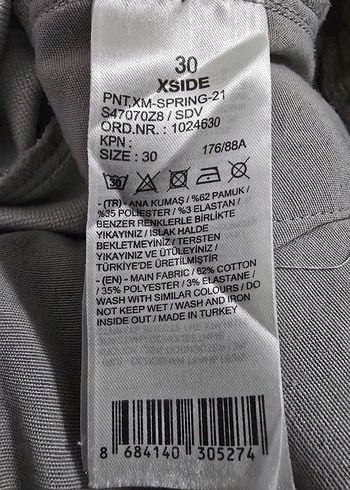 30
XSIDE
PNT,XM-SPRING-21
S47070Z8 / SDV
ORD.NR. : 1024630
KPN :
SIZE : 30 176/88A
30
- (TR) - ANA KUMAŞ / %62 PAMUK /
%35 POLIESTER / %3 ELASTAN /
BENZER RENKLERLE BİRLİKTE
YIKAYINIZ / ISLAK HALDE
BEKLETMEYİNİZ / TERSTEN
YIKAYINIZ VE ÜTÜLEYİNİZ /
TÜRKİYE'DE ÜRETİLMİŞTİR
- (EN) - MAIN FABRIC / 62% COTTON
/ 35% POLYESTER / 3% ELASTANE /
WASH WITH SIMILAR COLOURS / DO
NOT KEEP WET / WASH AND IRON
INSIDE OUT / MADE IN TURKEY
8 684140 305274